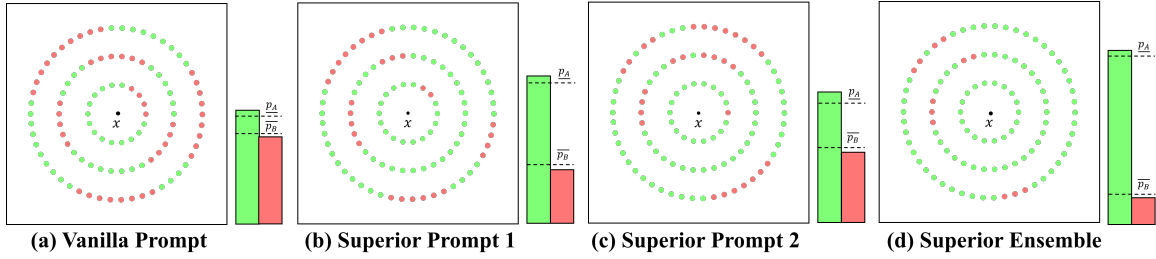 x
p_A
p_B
(a) Vanilla Prompt
x
p_A
p_B
(b) Superior Prompt 1
x
p_A
p_B
(c) Superior Prompt 2
x
p_A
p_B
(d) Superior Ensemble